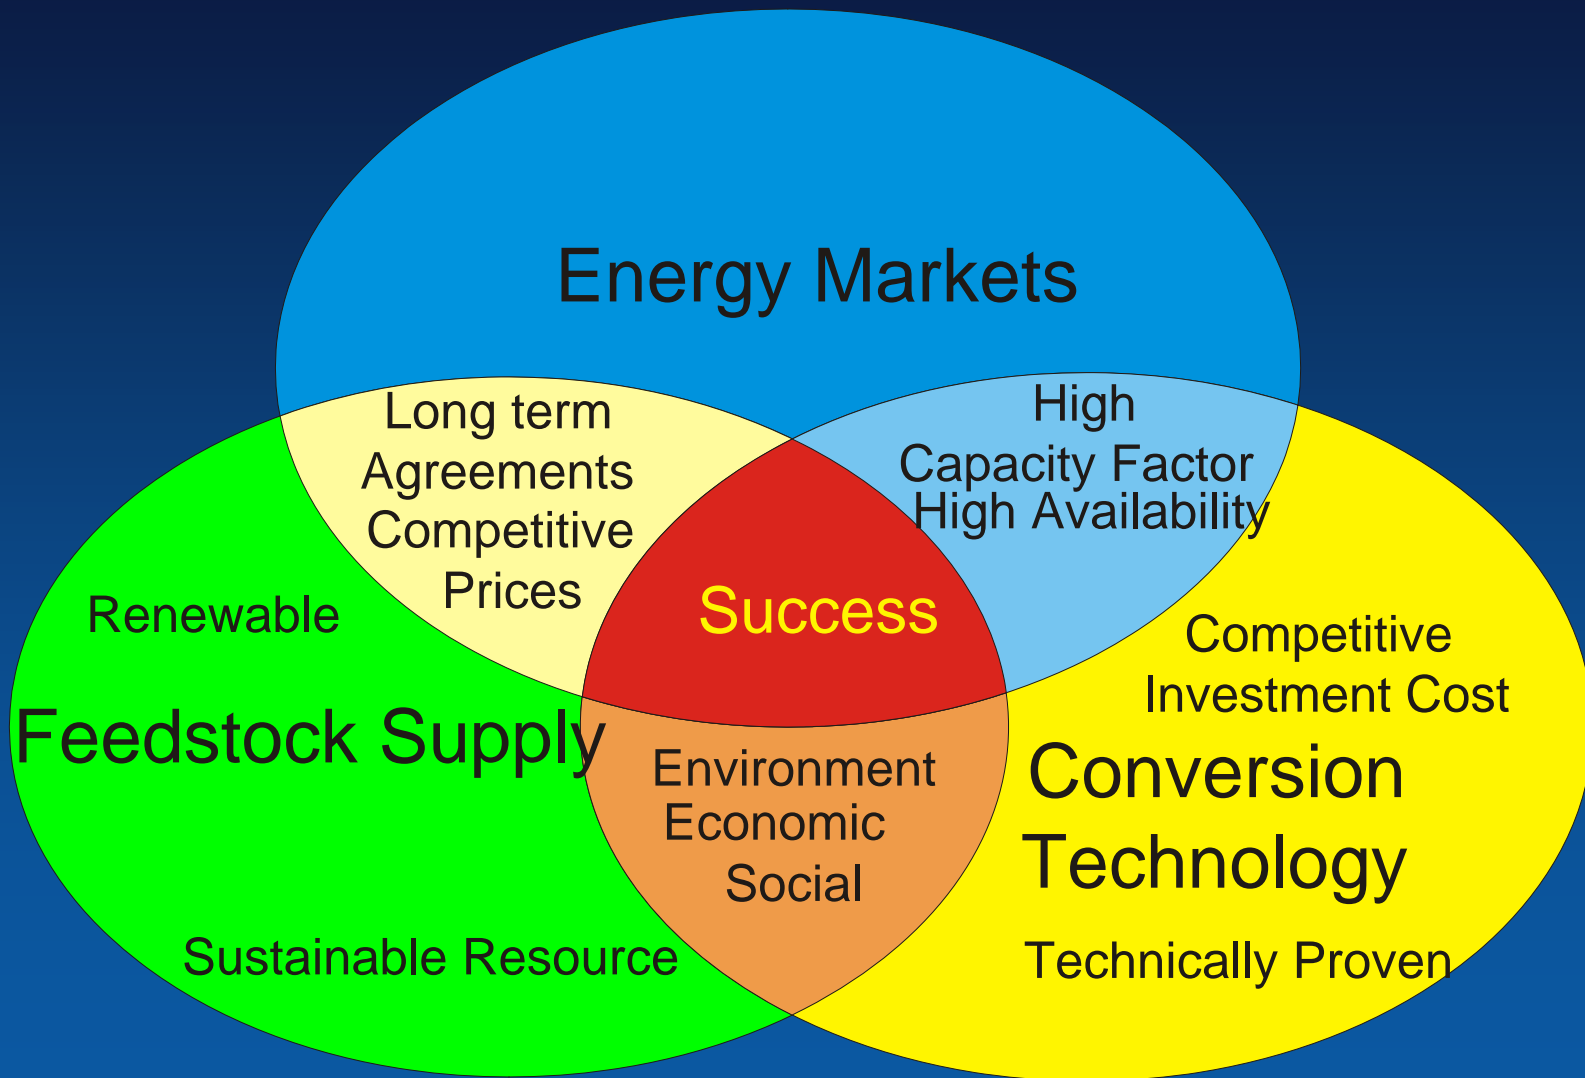 Energy Markets
Long term
Agreements
Competitive
Prices
High
Capacity Factor
High Availability
Success
Renewable
Feedstock Supply
Sustainable Resource
Environment
Economic
Social
Competitive
Investment Cost
Conversion
Technology
Technically Proven